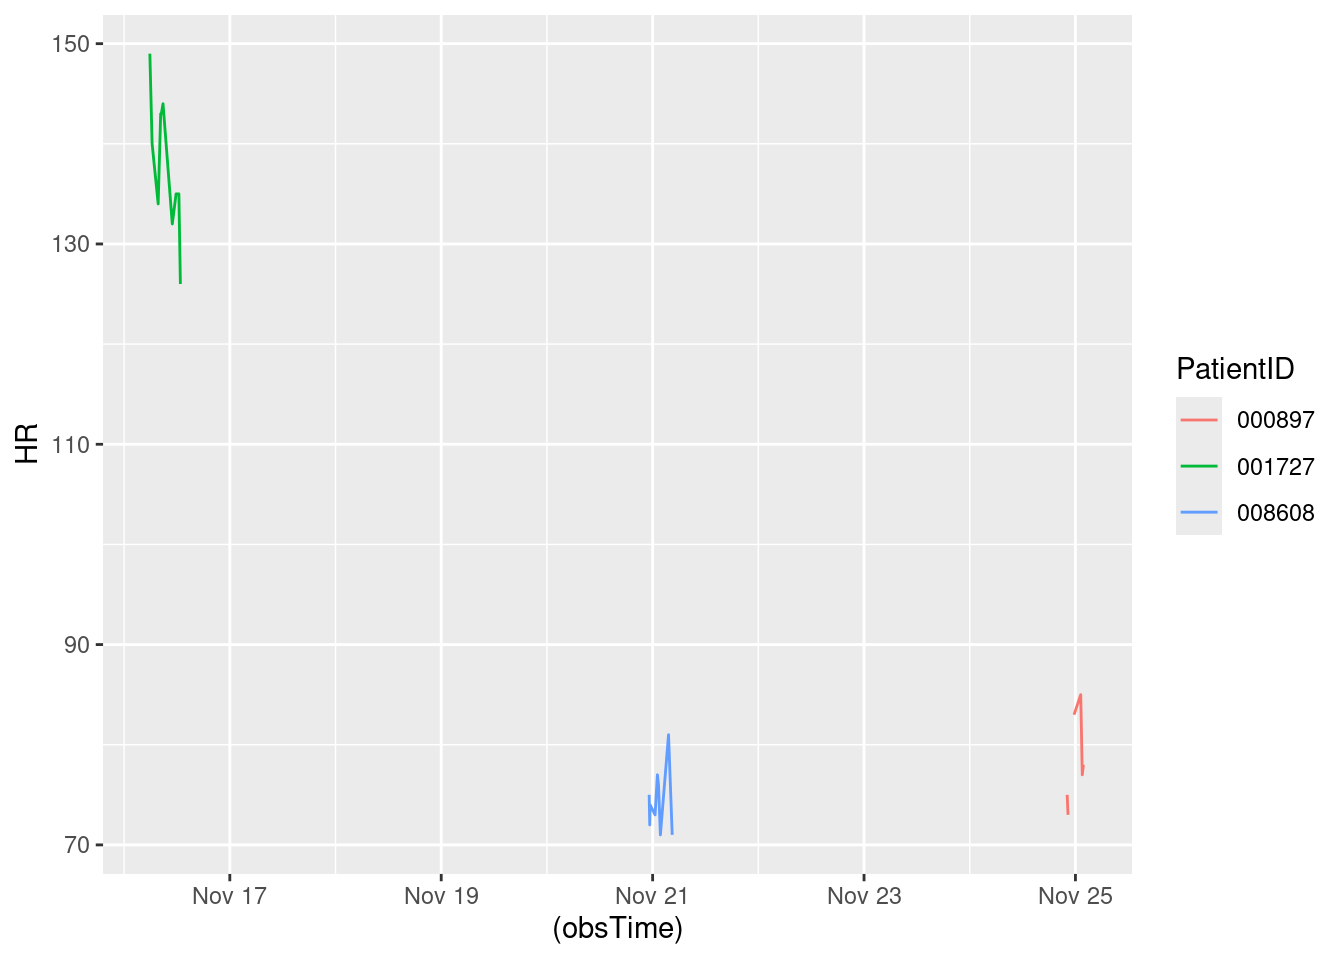 150
130
110
90
70
HR
Nov 17
Nov 19
Nov 21
Nov 23
Nov 25
(obsTime)
PatientID
000897
001727
008608